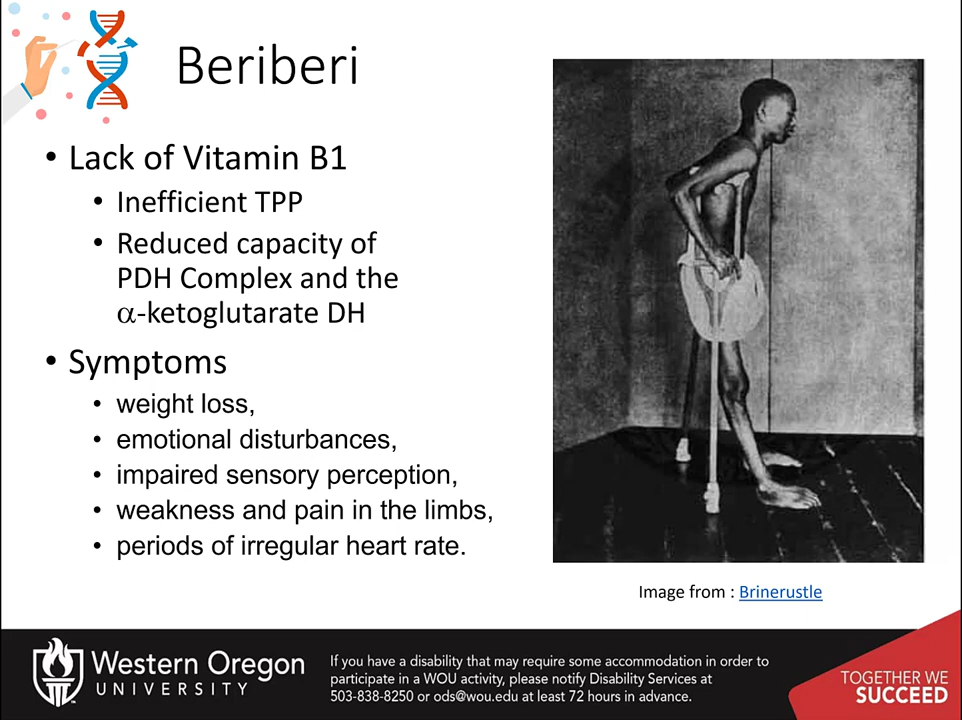 Beriberi
• Lack of Vitamin B1
• Inefficient TPP
• Reduced capacity of
PDH Complex and the
α-ketoglutarate DH
• Symptoms
• weight loss,
• emotional disturbances,
• impaired sensory perception,
• weakness and pain in the limbs,
• periods of irregular heart rate.
Image from : Brinerustle
Western Oregon
UNIVERSITY
If you have a disability that may require some accommodation in order to
participate in a WOU activity, please notify Disability Services at
503-838-8250 or ods@wou.edu at least 72 hours in advance.
TOGETHER WE
SUCCEED